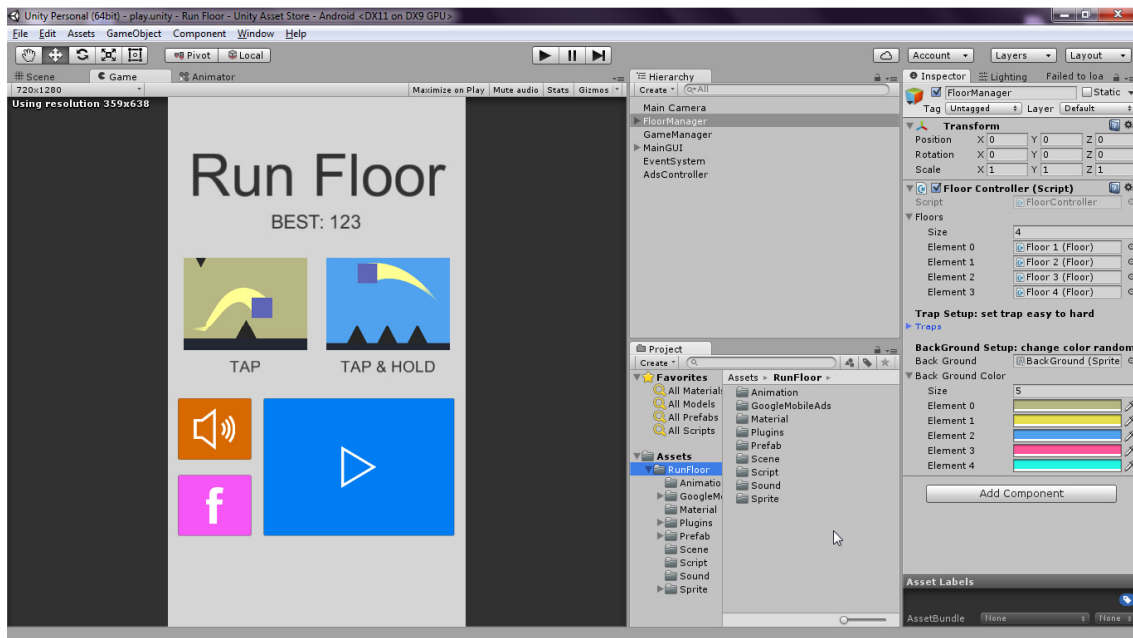 Unity Personal (64bit) - play.unity - Run Floor - Unity Asset Store - Android <DX11 on DX9 GPU>
File Edit Assets GameObject Component Window Help
Pivot Local Account Layers Layout
Scene Game Animator
720x1280 Maximize on Play Mute audio Stats Gizmos
Using resolution 359x638
Run Floor
BEST: 123
TAP TAP & HOLD
f
Hierarchy
Create All
Main Camera
FloorManager
GameManager
MainGUI
EventSystem
AdsController
Project
Create
Favorites
All Material
All Models
All Prefabs
All Scripts
Assets
RunFloor
Animatio
GoogleM
Material
Plugins
Prefab
Scene
Script
Sound
Sprite
Assets RunFloor
Animation
GoogleMobileAds
Material
Plugins
Prefab
Scene
Script
Sound
Sprite
Inspector Lighting Failed to loa
FloorManager Static
Tag Untagged Layer Default
Transform
Position X 0 Y 0 Z 0
Rotation X 0 Y 0 Z 0
Scale X 1 Y 1 Z 1
Floor Controller (Script)
Script FloorController
Floors
Size 4
Element 0 Floor 1 (Floor)
Element 1 Floor 2 (Floor)
Element 2 Floor 3 (Floor)
Element 3 Floor 4 (Floor)
Trap Setup: set trap easy to hard
Traps
BackGround Setup: change color random
Back Ground BackGround (Sprite
Back Ground Color
Size 5
Element 0
Element 1
Element 2
Element 3
Element 4
Add Component
Asset Labels
AssetBundle None None